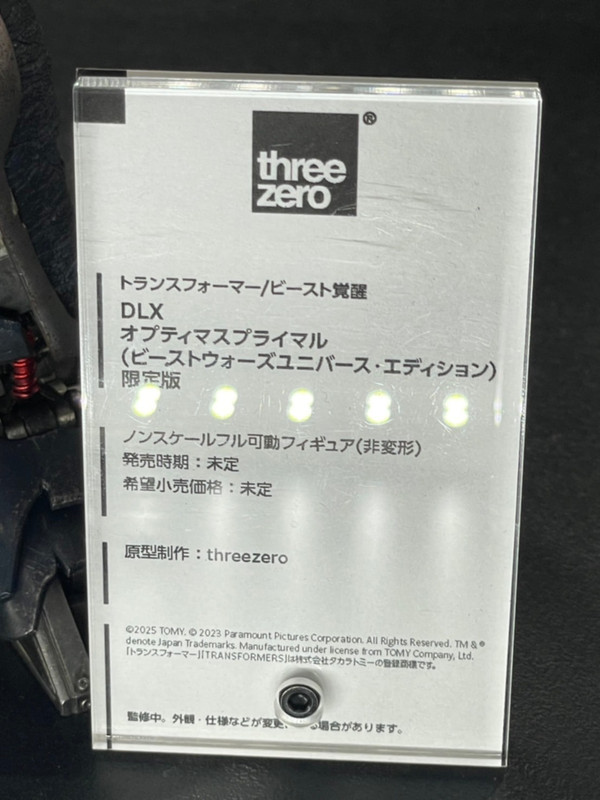 three
zero®
トランスフォーマー/ビースト覚醒
DLX
オプティマスプライマル
(ビーストウォーズユニバース・エディション)
限定版
ノンスケールフル可動フィギュア(非変形)
発売時期:未定
希望小売価格:未定
原型制作:threezero
©2025 TOMY. © 2023 Paramount Pictures Corporation. All Rights Reserved. TM & ®
denote Japan Trademarks. Manufactured under license from TOMY Company, Ltd.
「トランスフォーマー」「TRANSFORMERS」は株式会社タカラトミーの登録商標です。
監修中。外観・仕様などが変更 る場合があります。